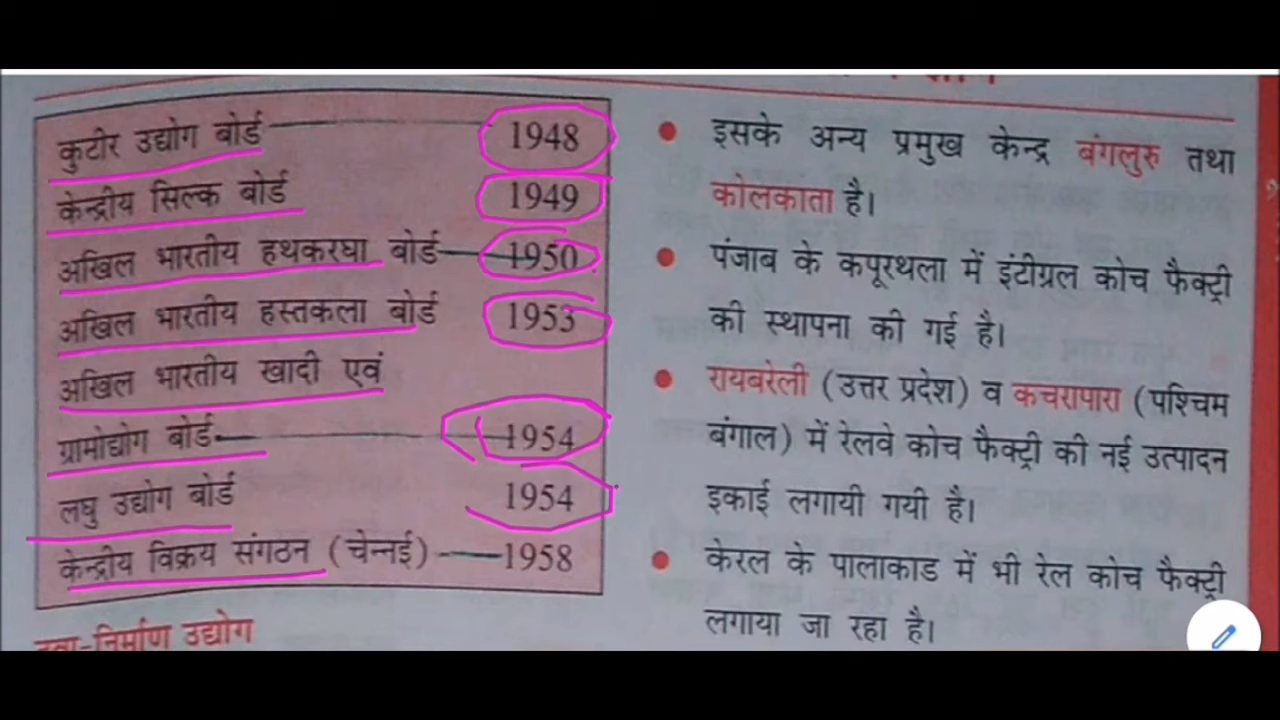 कुटीर उद्योग बोर्ड 1948
केन्द्रीय सिल्क बोर्ड 1949
अखिल भारतीय हथकरघा बोर्ड 1950
अखिल भारतीय हस्तकला बोर्ड 1953
अखिल भारतीय खादी एवं
ग्रामोद्योग बोर्ड 1954
लघु उद्योग बोर्ड 1954
केन्द्रीय विक्रय संगठन (चेन्नई) 1958
निर्माण उद्योग
• इसके अन्य प्रमुख केन्द्र बंगलुरु तथा
कोलकाता है।
• पंजाब के कपूरथला में इंटीग्रल कोच फैक्ट्री
की स्थापना की गई है।
• रायबरेली (उत्तर प्रदेश) व कचरापारा (पश्चिम
बंगाल) में रेलवे कोच फैक्ट्री की नई उत्पादन
इकाई लगायी गयी है।
• केरल के पालाकाड में भी रेल कोच फैक्ट्री
लगाया जा रहा है।